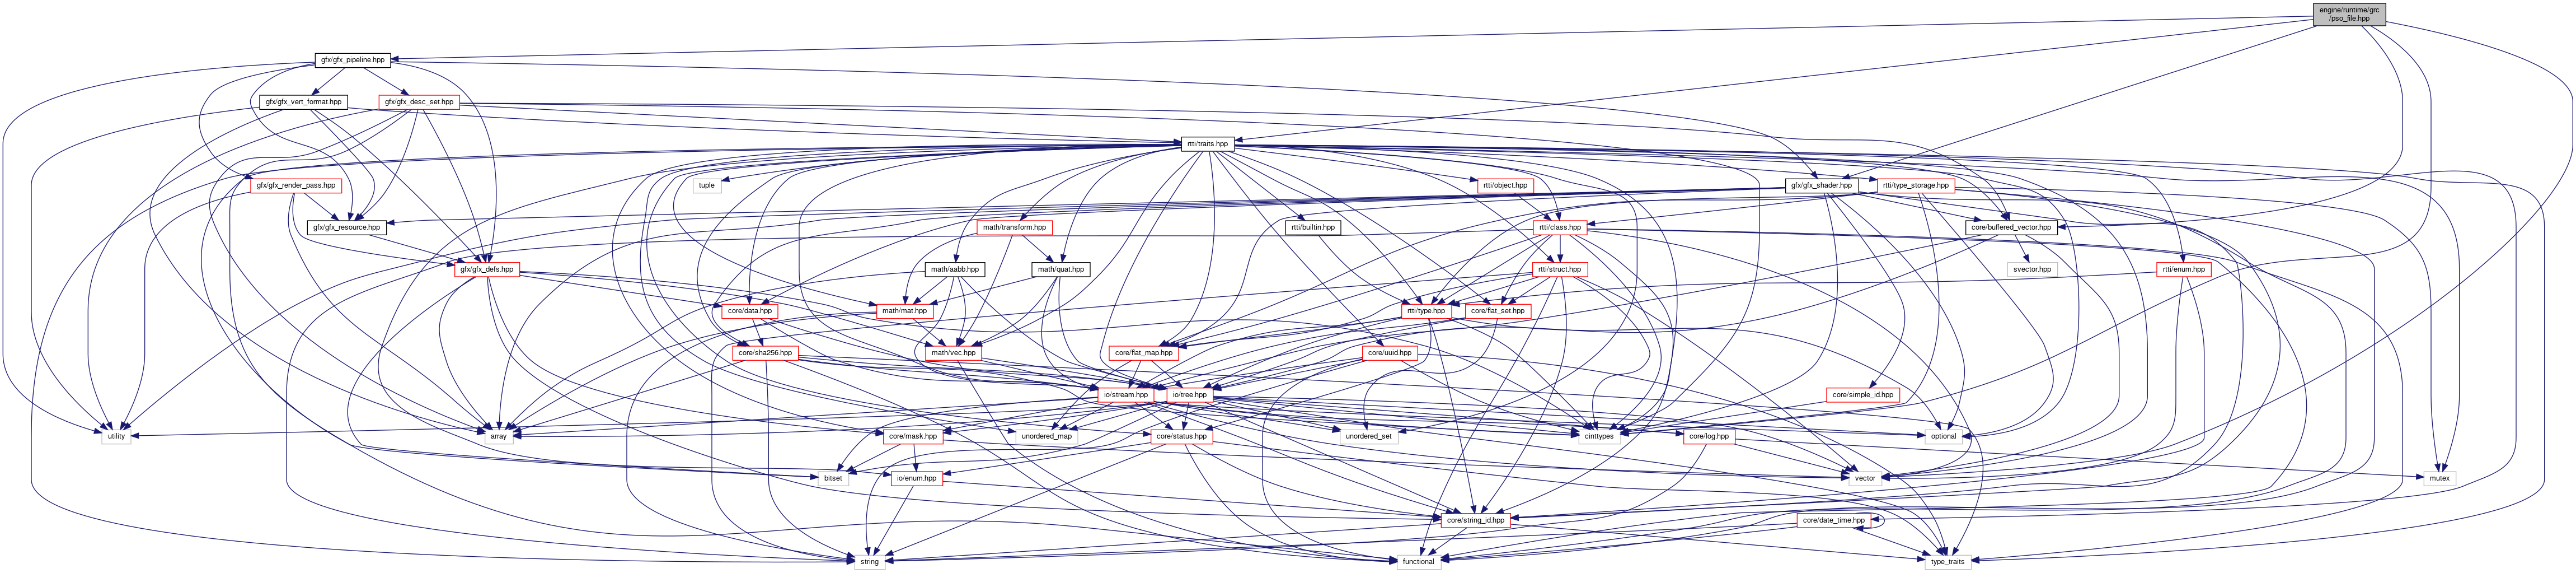 engine/runtime/grc
/pso_file.hpp
gfx/gfx_pipeline.hpp
gfx/gfx_vert_format.hpp
gfx/gfx_desc_set.hpp
rtti/traits.hpp
gfx/gfx_render_pass.hpp
tuple
rtti/object.hpp
gfx/gfx_shader.hpp
rtti/type_storage.hpp
gfx/gfx_resource.hpp
math/transform.hpp
rtti/builtin.hpp
rtti/class.hpp
core/buffered_vector.hpp
gfx/gfx_defs.hpp
math/aabb.hpp
math/quat.hpp
rtti/struct.hpp
svector.hpp
rtti/enum.hpp
core/data.hpp
math/mat.hpp
rtti/type.hpp
core/flat_set.hpp
core/sha256.hpp
math/vec.hpp
core/flat_map.hpp
core/uuid.hpp
io/stream.hpp
io/tree.hpp
core/simple_id.hpp
utility
array
core/mask.hpp
unordered_map
core/status.hpp
unordered_set
cinttypes
core/log.hpp
optional
bitset
io/enum.hpp
vector
mutex
core/string_id.hpp
core/date_time.hpp
string
functional
type_traits